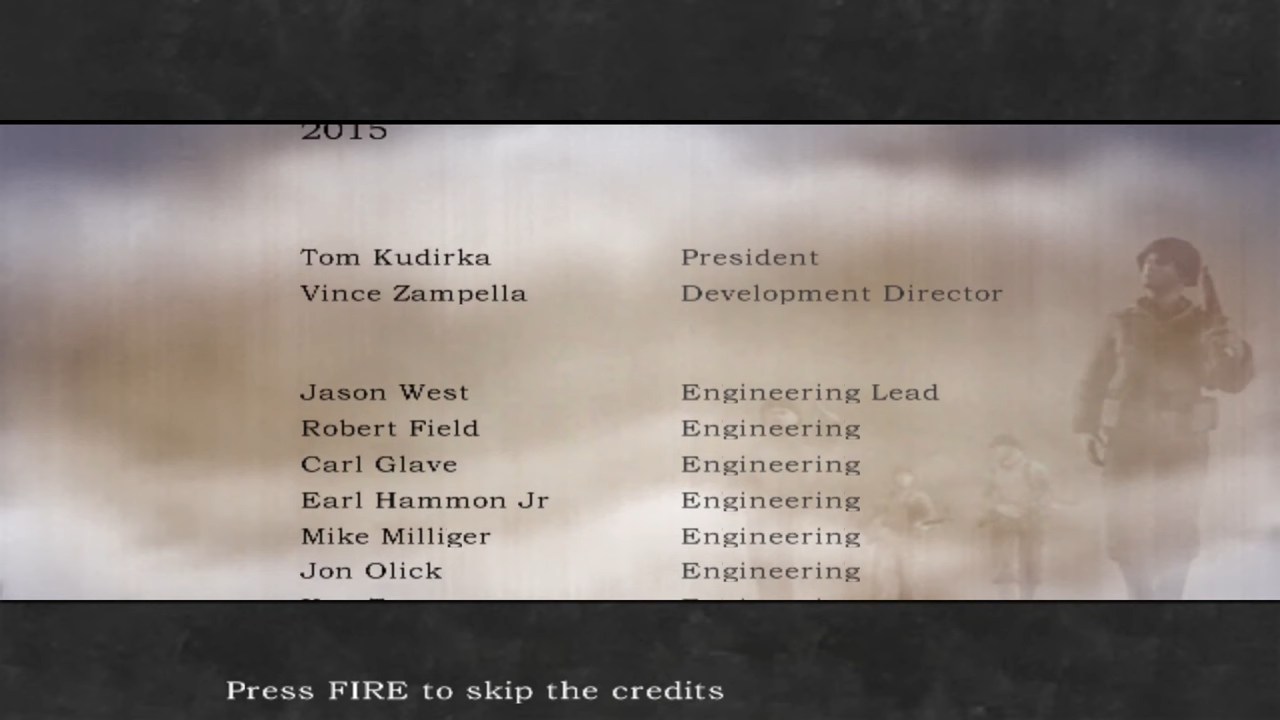 2015
Tom Kudirka President
Vince Zampella Development Director
Jason West Engineering Lead
Robert Field Engineering
Carl Glave Engineering
Earl Hammon Jr Engineering
Mike Milliger Engineering
Jon Olick Engineering
Press FIRE to skip the credits